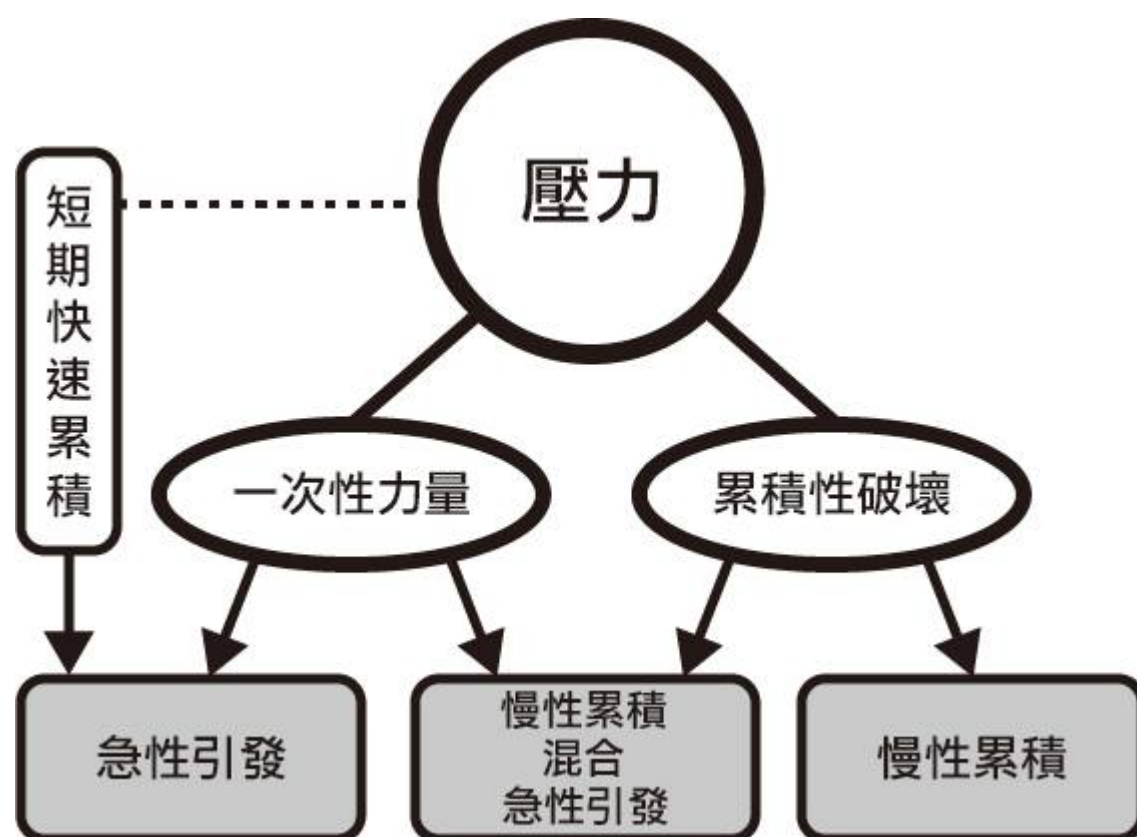 壓力
短期快速累積
一次性力量
累積性破壞
急性引發
慢性累積
混合
急性引發
慢性累積